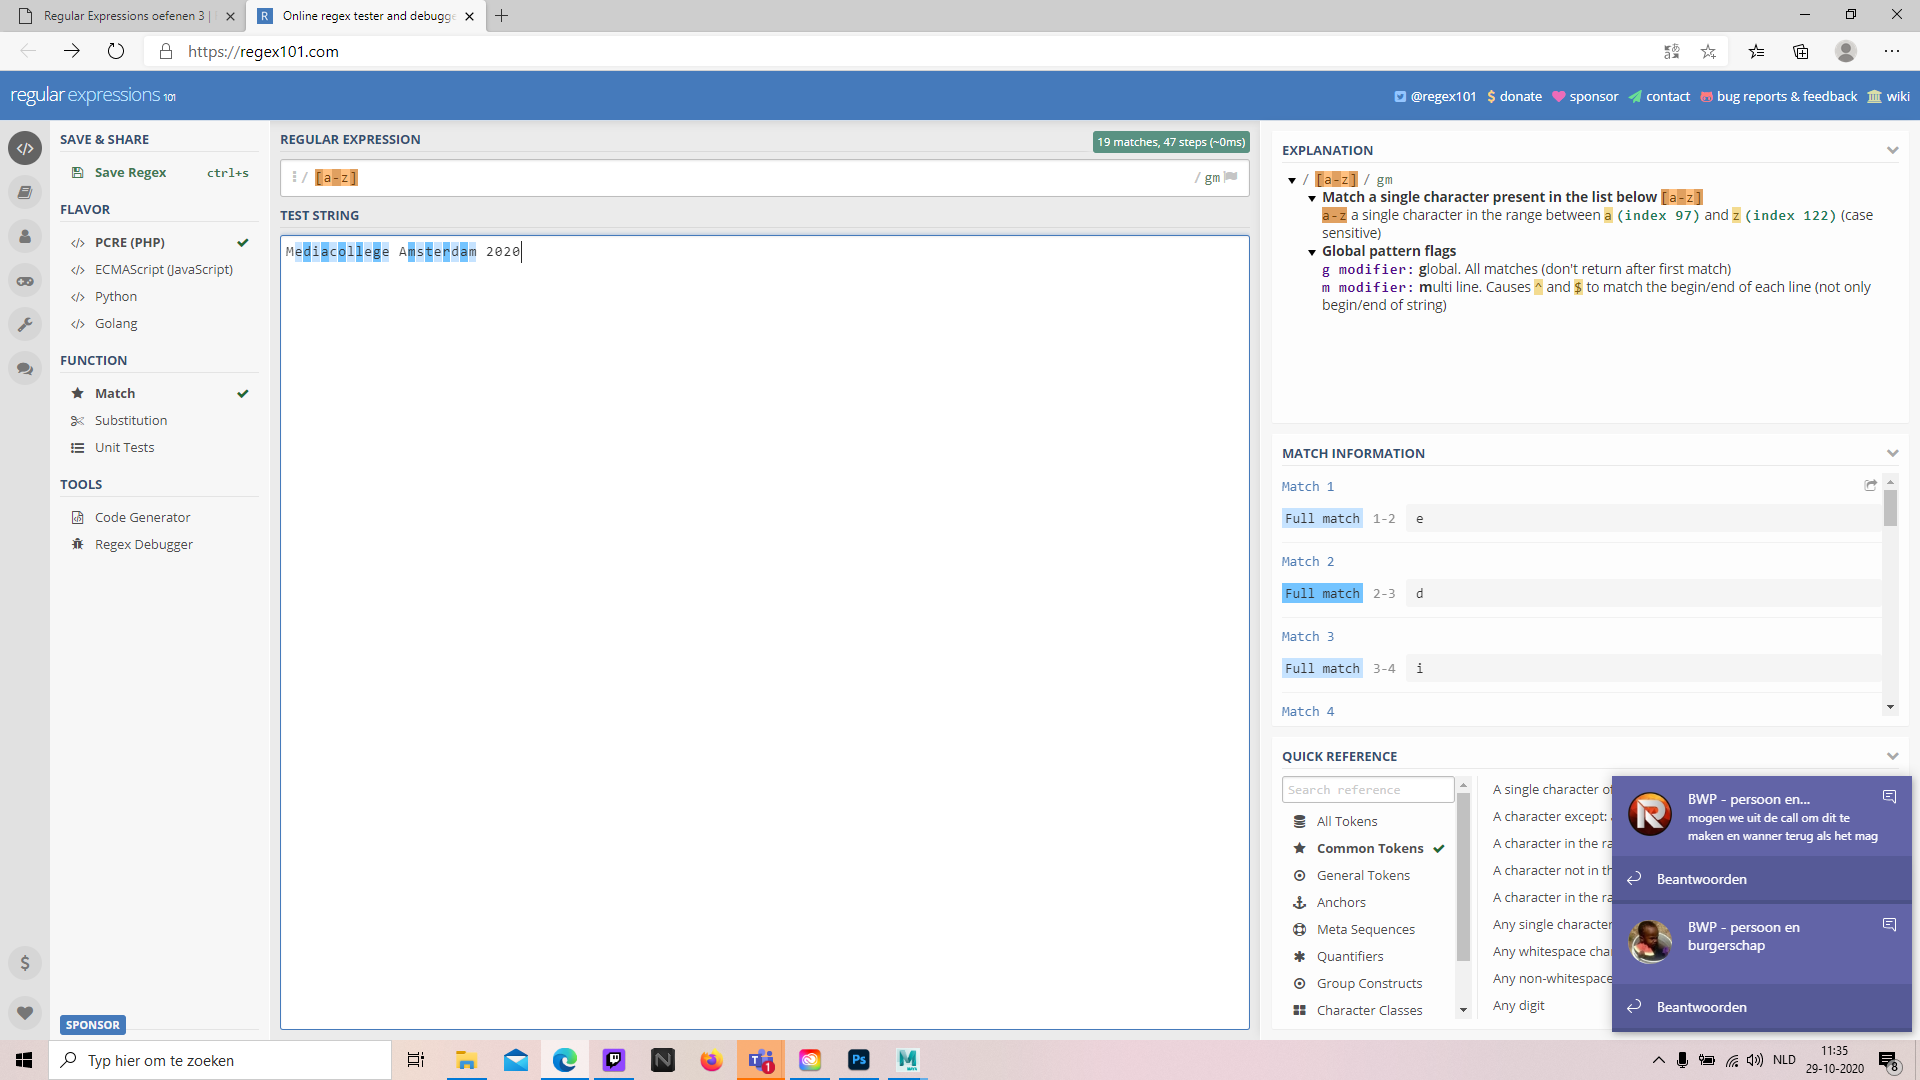 Regular Expressions oefenen 3 |
Online regex tester and debugge
https://regex101.com
regular expressions 101
@regex101
donate
sponsor
contact
bug reports & feedback
wiki
SAVE & SHARE
Save Regex ctrl+s
FLAVOR
</> PCRE (PHP)
</> ECMAScript (JavaScript)
</> Python
</> Golang
FUNCTION
Match
Substitution
Unit Tests
TOOLS
Code Generator
Regex Debugger
SPONSOR
REGULAR EXPRESSION
19 matches, 47 steps (~0ms)
/ [a-z] / gm
TEST STRING
Mediacollege Amsterdam 2020
EXPLANATION
/ [a-z] / gm
Match a single character present in the list below [a-z]
a-z a single character in the range between a (index 97) and z (index 122) (case
sensitive)
Global pattern flags
g modifier: global. All matches (don't return after first match)
m modifier: multi line. Causes ^ and $ to match the begin/end of each line (not only
begin/end of string)
MATCH INFORMATION
Match 1
Full match 1-2 e
Match 2
Full match 2-3 d
Match 3
Full match 3-4 i
Match 4
QUICK REFERENCE
Search reference
All Tokens
Common Tokens
General Tokens
Anchors
Meta Sequences
Quantifiers
Group Constructs
Character Classes
A single character of
A character except:
A character in the ra
A character not in th
A character in the ra
Any single character
Any whitespace cha
Any non-whitespace
Any digit
BWP - persoon en...
mogen we uit de call om dit te
maken en wanner terug als het mag
Beantwoorden
BWP - persoon en
burgerschap
Beantwoorden
Typ hier om te zoeken
NLD
11:35
29-10-2020
8